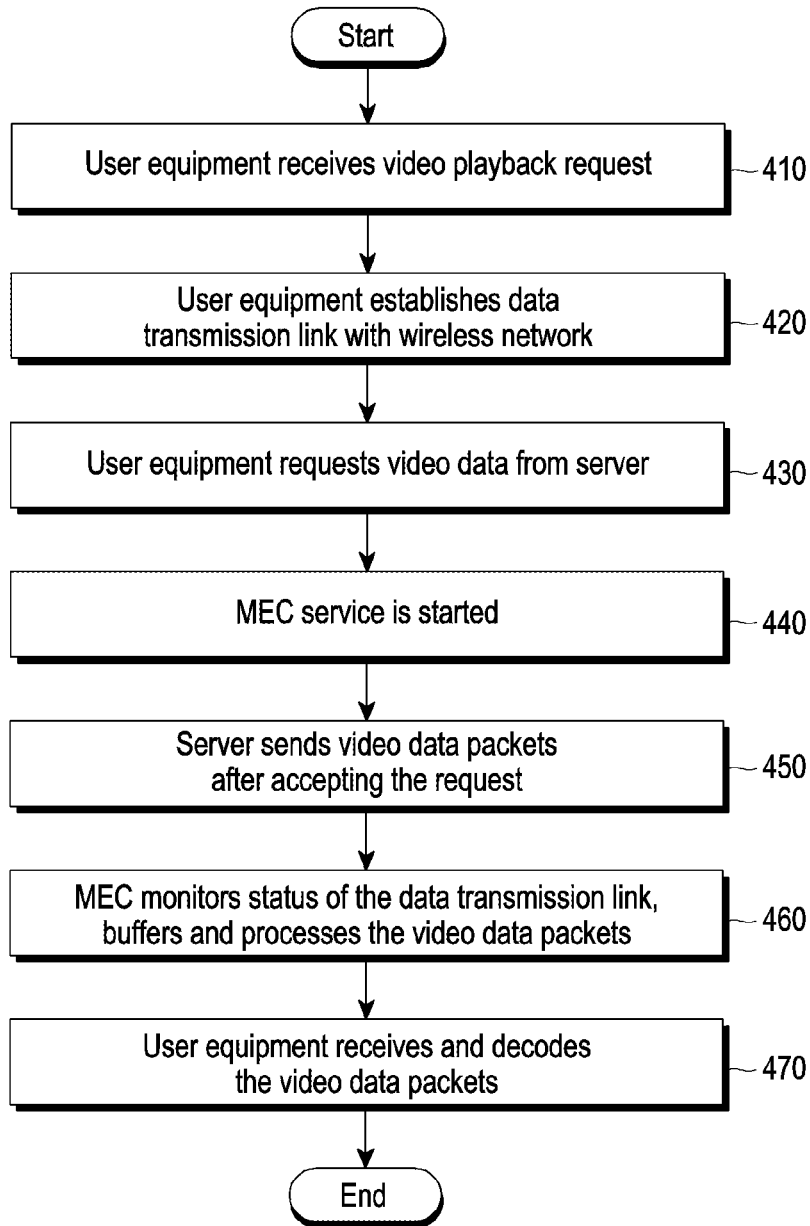 Start
User equipment receives video playback request
410
User equipment establishes data
transmission link with wireless network
420
User equipment requests video data from server
430
MEC service is started
440
Server sends video data packets
after accepting the request
450
MEC monitors status of the data transmission link,
buffers and processes the video data packets
460
User equipment receives and decodes
the video data packets
470
End